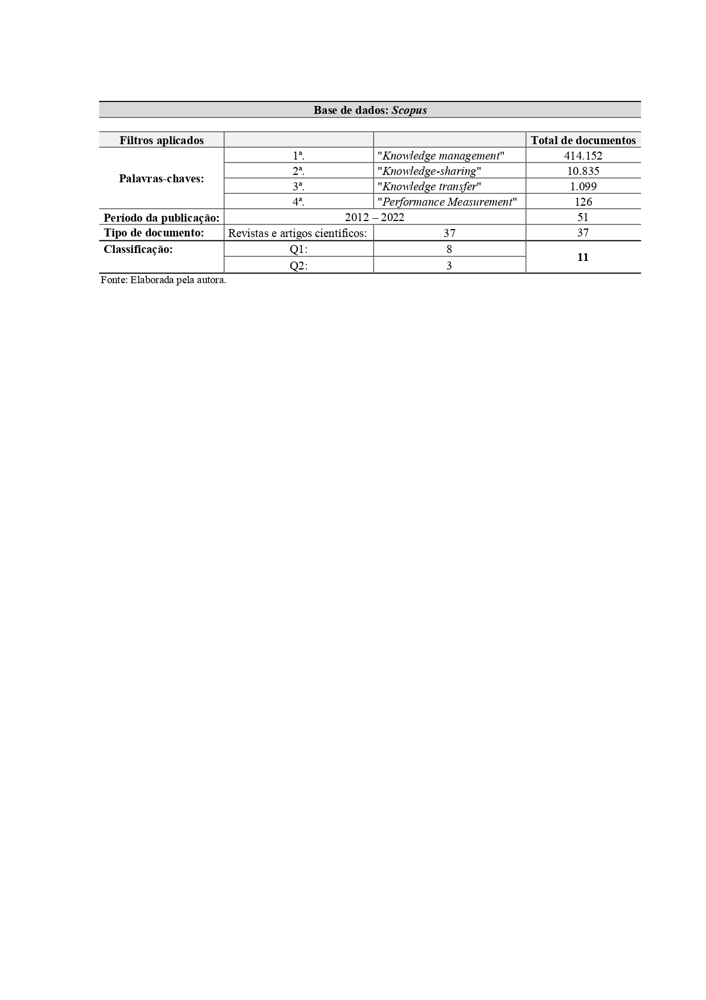 Base de dados: Scopus
Filtros aplicados Total de documentos
Palavras-chaves:
1ª. "Knowledge management" 414.152
2ª. "Knowledge-sharing" 10.835
3ª. "Knowledge transfer" 1.099
4ª. "Performance Measurement" 126
Período da publicação: 2012 – 2022 51
Tipo de documento: Revistas e artigos científicos: 37 37
Classificação: Q1: 8
11
Q2: 3
Fonte: Elaborada pela autora.